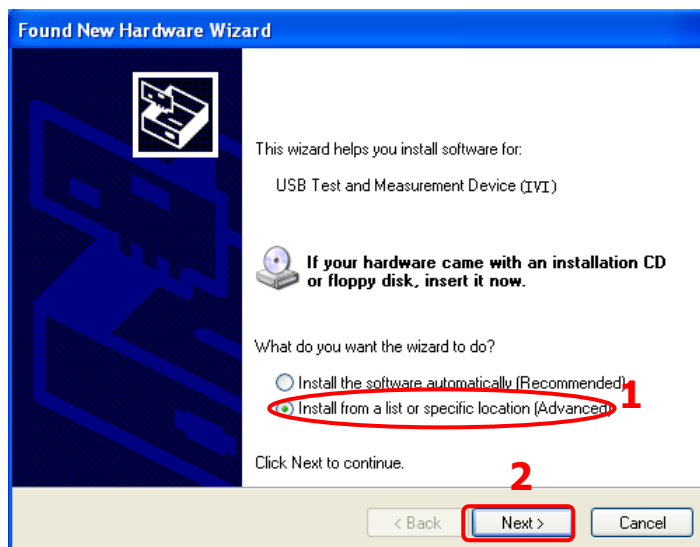 Found New Hardware Wizard
This wizard helps you install software for:
USB Test and Measurement Device (IVI)
If your hardware came with an installation CD
or floppy disk, insert it now.
What do you want the wizard to do?
Install the software automatically (Recommended)
Install from a list or specific location (Advanced)
1
Click Next to continue.
2
< Back
Next >
Cancel